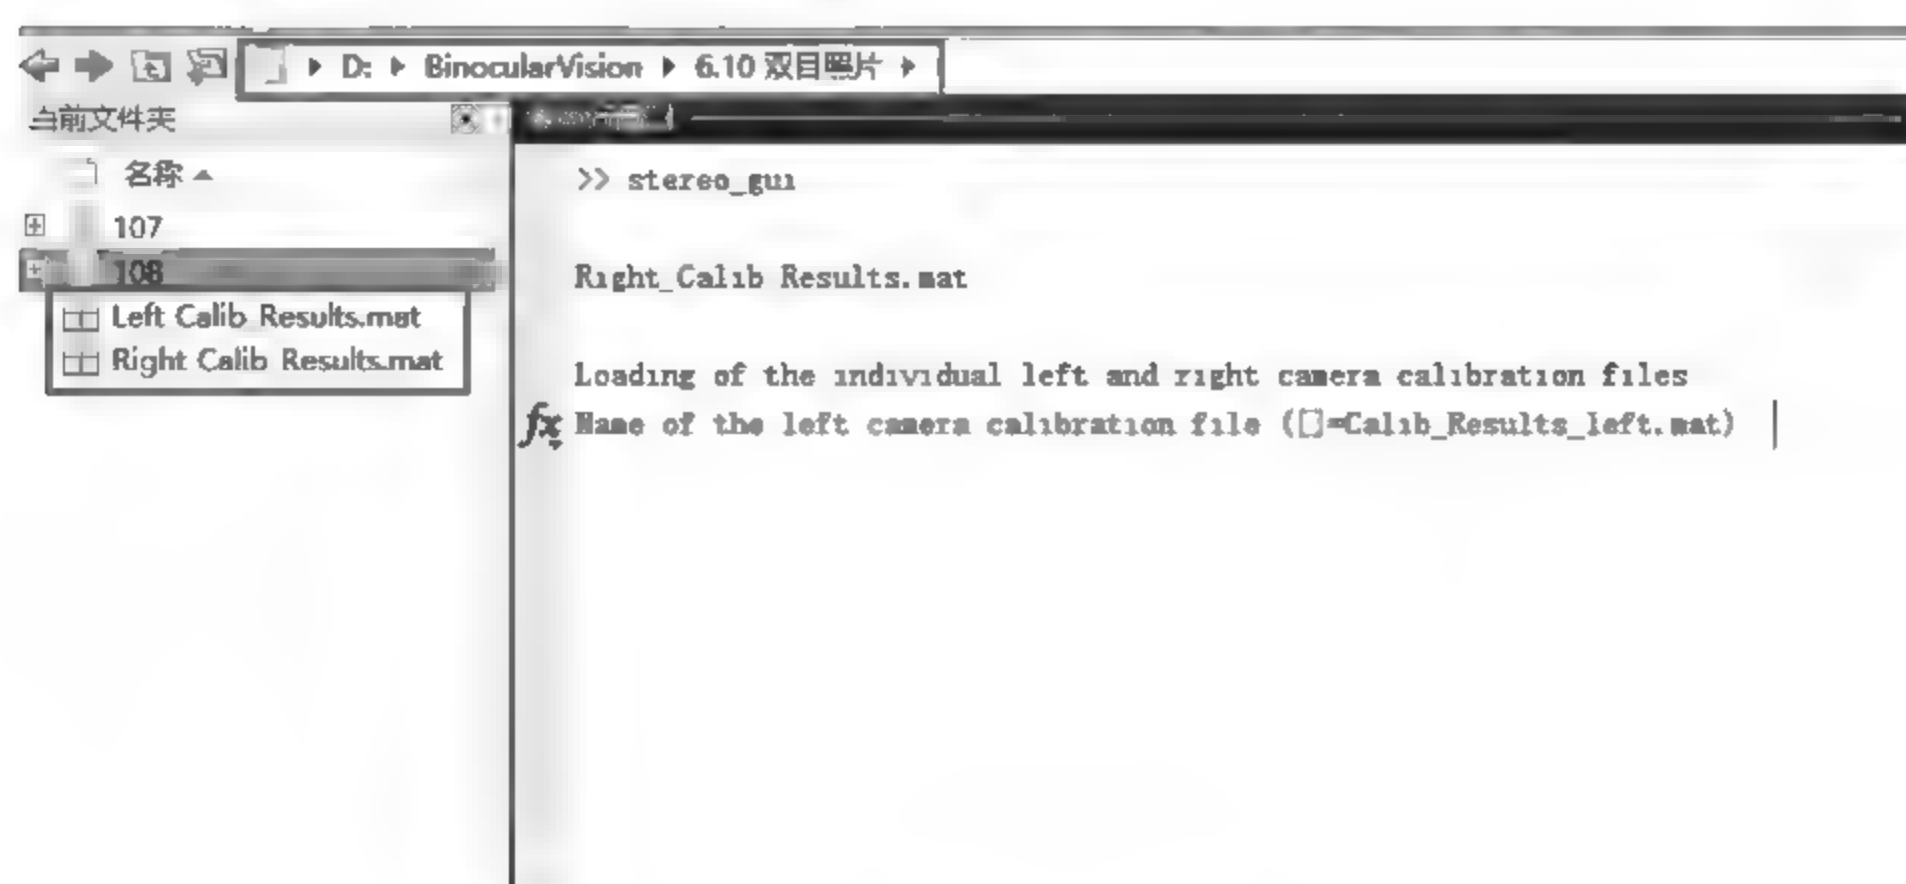 D: BinocularVision 6.10 双目照片
当前文件夹
名称
107
108
Left Calib Results.mat
Right Calib Results.mat
>> stereo_gui
Right_Calib Results.mat
Loading of the individual left and right camera calibration files
fx Name of the left camera calibration file ([]=Calib_Results_left.mat)